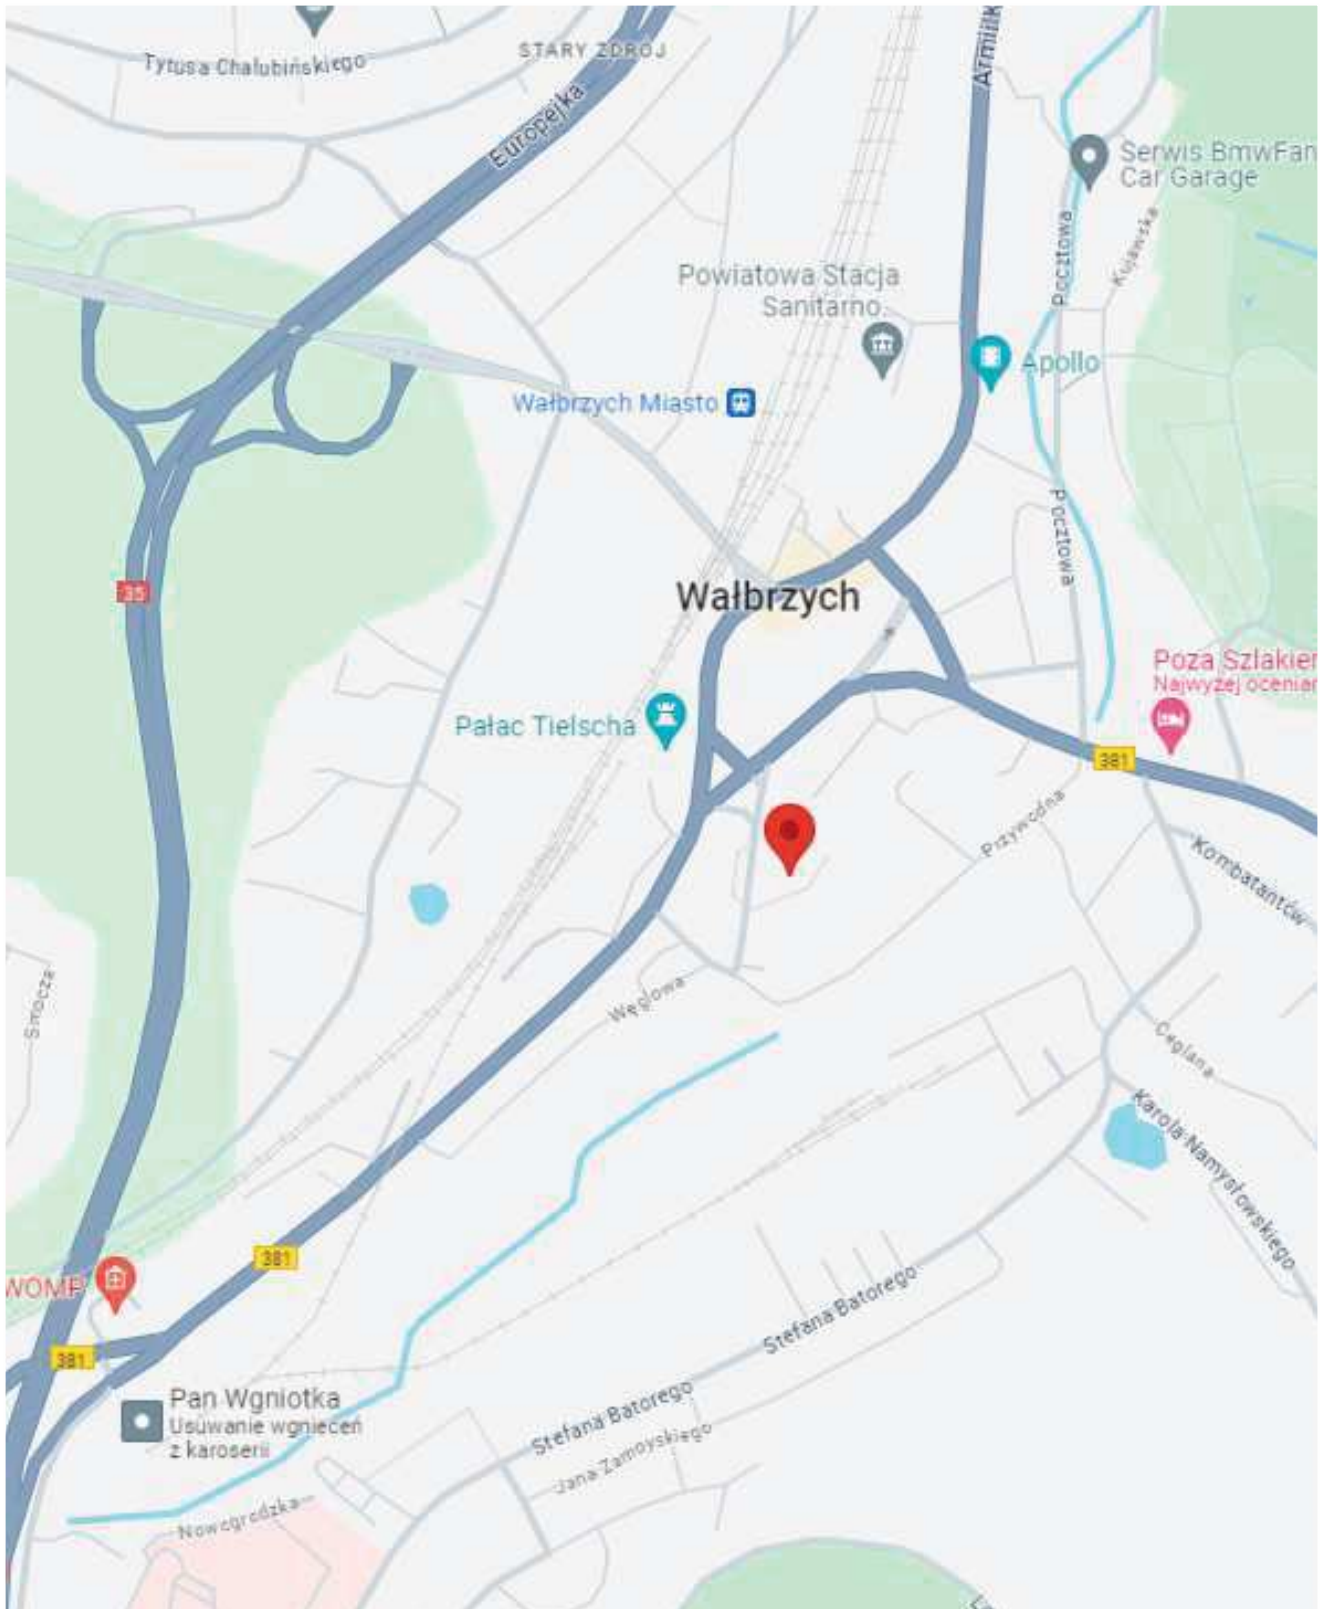 STARY ZDRÓJ
Tytusa Chałubińskiego
Europejka
Armii
Serwis BmwFan
Car Garage
Pocztowa
Kujawska
Powiatowa Stacja
Sanitarno.
Apollo
Wałbrzych Miasto
Pocztowa
35
Wałbrzych
Poza Szlakiem
Najwyżej ocenian
Pałac Tielscha
381
Przywodna
Kombatantów
Smocza
Węglowa
Ceglana
Karola Namysłowskiego
381
WOMP
Stefana Batorego
381
Pan Wgniotka
Usuwanie wgnieceń
z karoserii
Stefana Batorego
Jana Zamoyskiego
Nowogrodzka